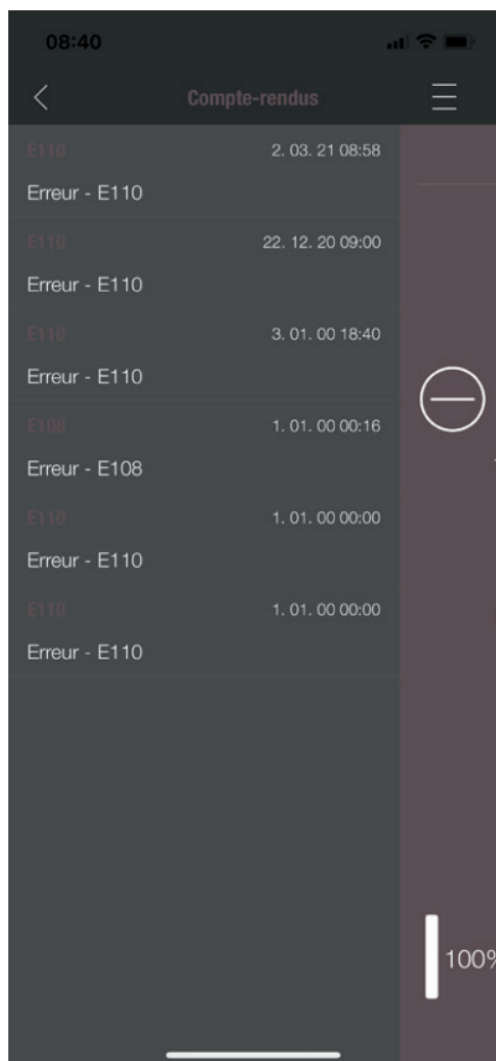 08:40
Compte-rendus
E110 2. 03. 21 08:58
Erreur - E110
E110 22. 12. 20 09:00
Erreur - E110
E110 3. 01. 00 18:40
Erreur - E110
E108 1. 01. 00 00:16
Erreur - E108
E110 1. 01. 00 00:00
Erreur - E110
E110 1. 01. 00 00:00
Erreur - E110
100%